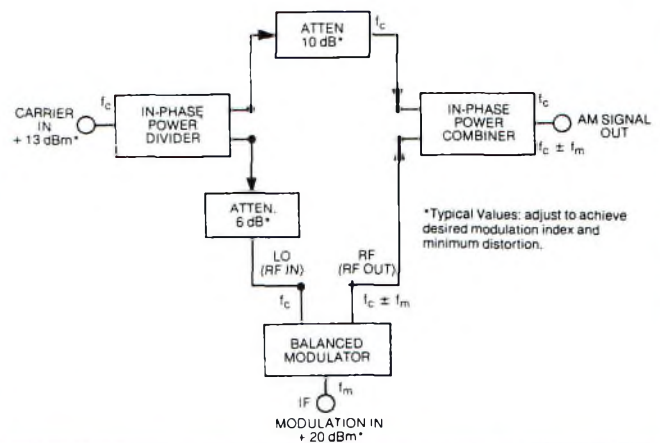 ATTEN
10 dB*
fc
fc
CARRIER
IN
+ 13 dBm*
IN-PHASE
POWER
DIVIDER
IN-PHASE
POWER
COMBINER
fc
fc ± fm
AM SIGNAL
OUT
ATTEN.
6 dB*
*Typical Values: adjust to achieve
desired modulation index and
minimum distortion.
LO
(RF IN)
fc
RF
(RF OUT)
fc ± fm
BALANCED
MODULATOR
fm
IF
MODULATION IN
+ 20 dBm*